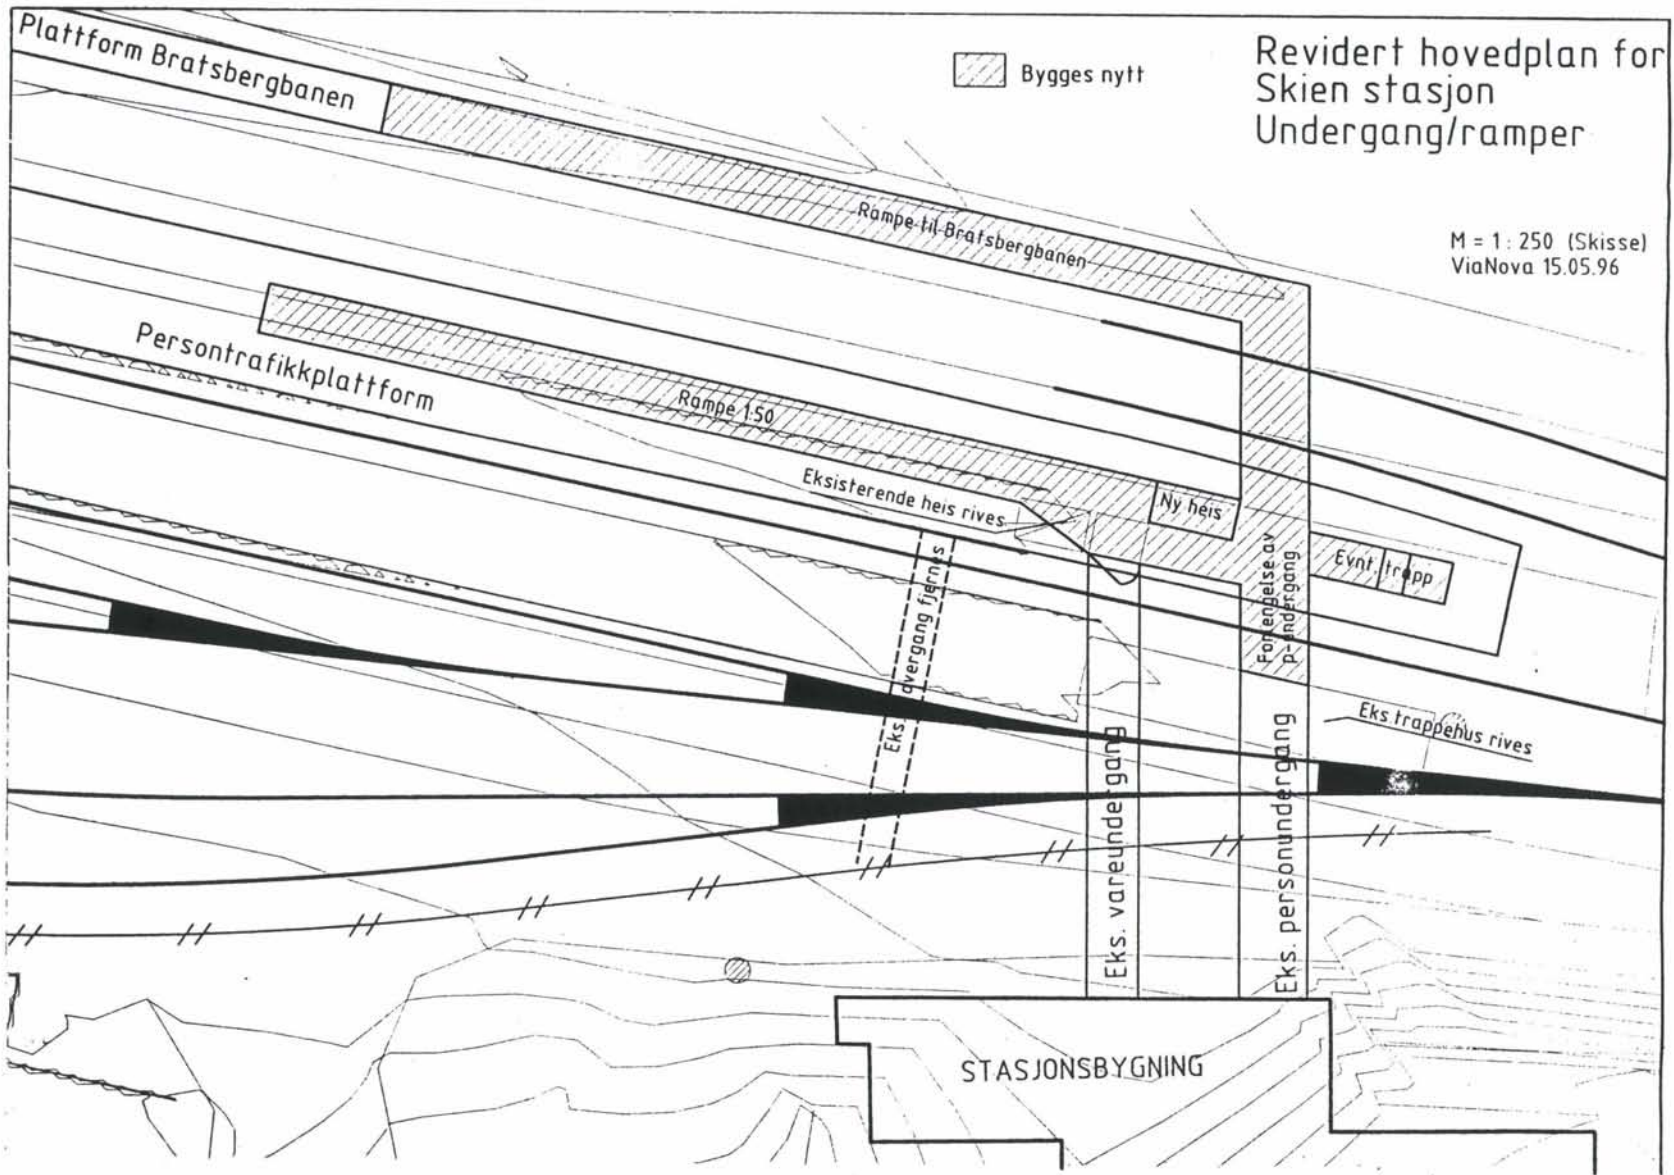 Plattform Bratsbergbanen
Bygges nytt
Revidert hovedplan for
Skien stasjon
Undergang/ramper
M = 1 : 250 (Skisse)
ViaNova 15.05.96
Rampe til Bratsbergbanen
Persontrafikkplattform
Rampe 1:50
Eksisterende heis rives
Ny heis
Evnt. trapp
Forlengelse av
p-undergang
Eks. overgang fjernes
Eks. trappehus rives
Eks. vareundergang
Eks. personundergang
STASJONSBYGNING